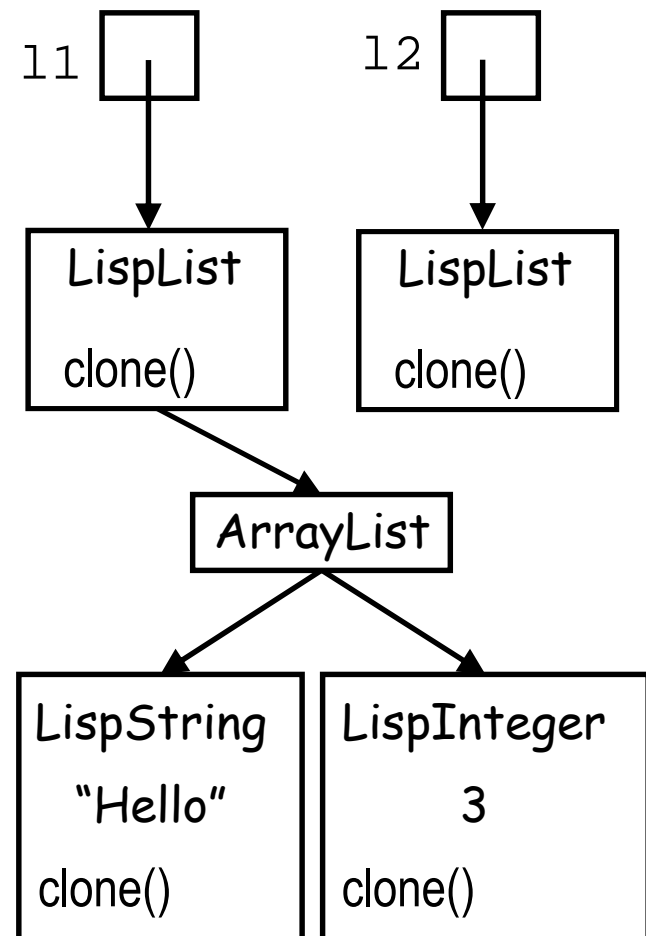 l1
l2
LispList
clone()
LispList
clone()
ArrayList
LispString
“Hello”
clone()
LispInteger
3
clone()